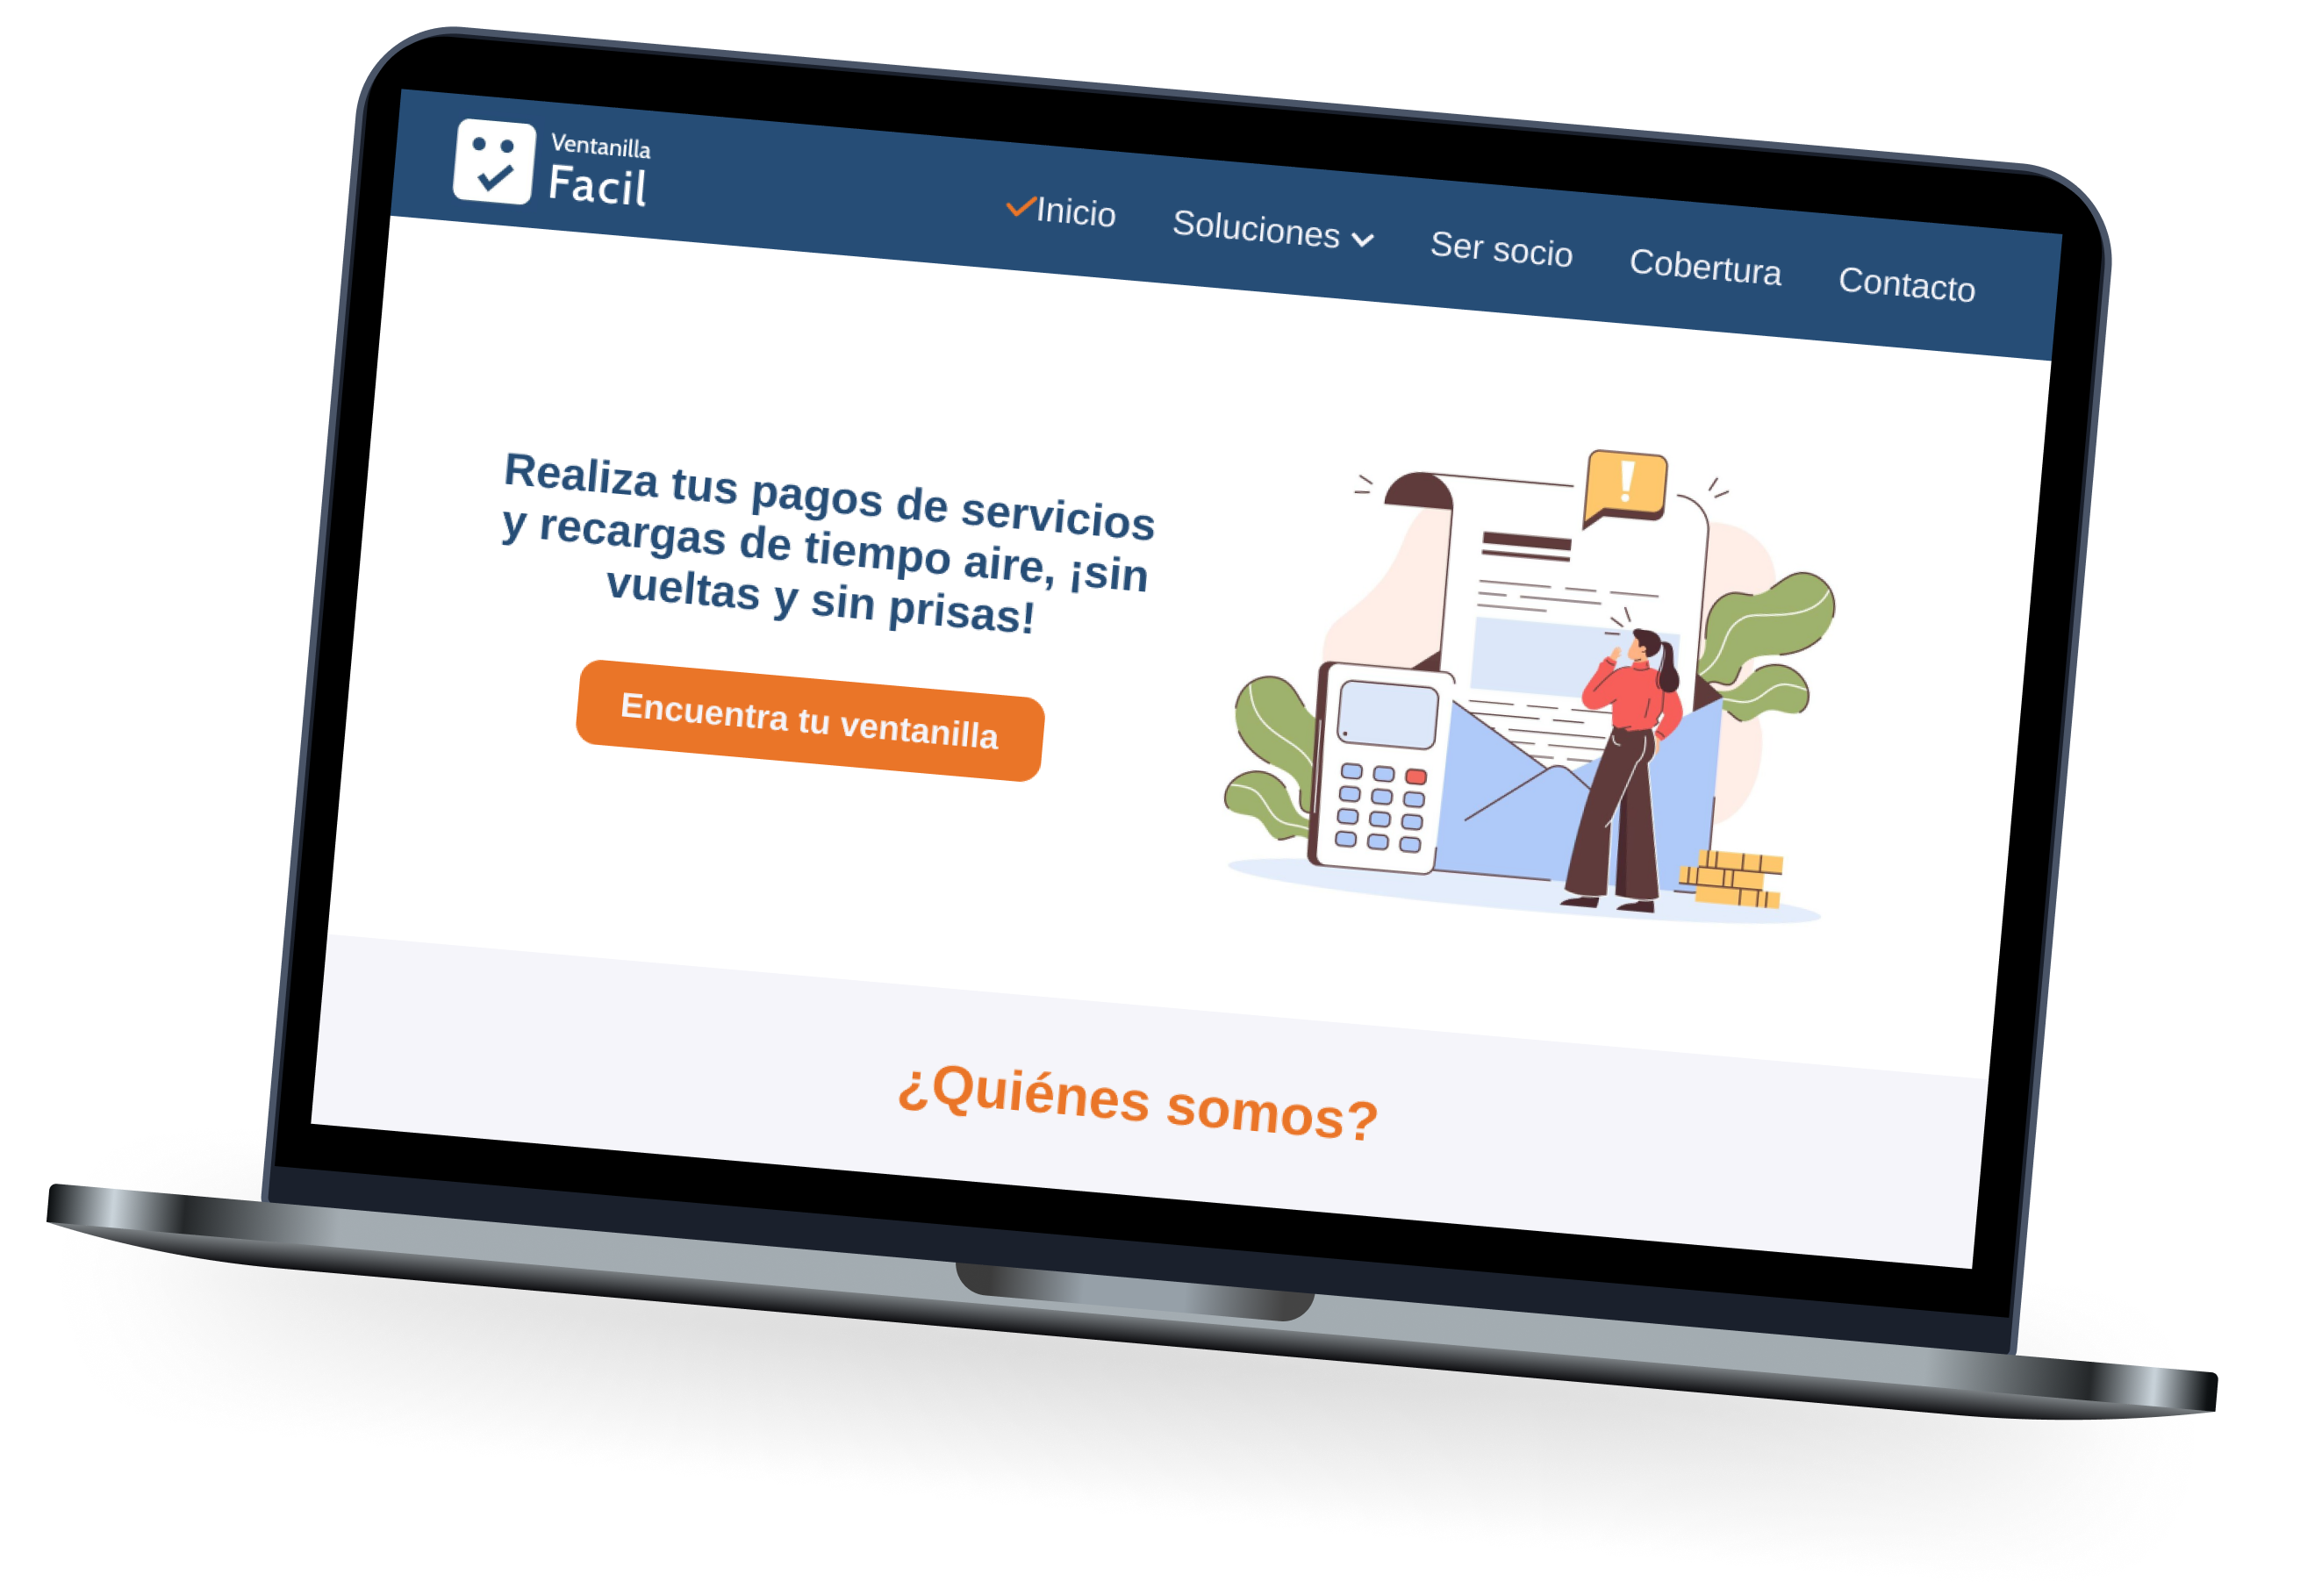 Ventanilla
Facil
Inicio Soluciones Ser socio Cobertura Contacto
Realiza tus pagos de servicios
y recargas de tiempo aire, ¡sin
vueltas y sin prisas!
Encuentra tu ventanilla
¿Quiénes somos?